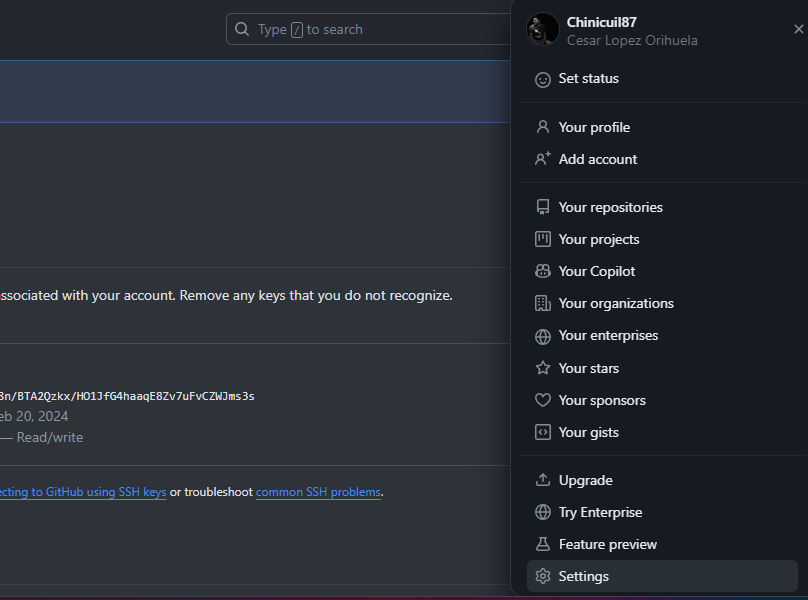 Type / to search
ssociated with your account. Remove any keys that you do not recognize.
3n/BTA2Qzkx/HO1JfG4haaqE8Zv7uFvCZWJms3s
eb 20, 2024
— Read/write
ecting to GitHub using SSH keys or troubleshoot common SSH problems.
Chinicuil87
Cesar Lopez Orihuela
Set status
Your profile
Add account
Your repositories
Your projects
Your Copilot
Your organizations
Your enterprises
Your stars
Your sponsors
Your gists
Upgrade
Try Enterprise
Feature preview
Settings